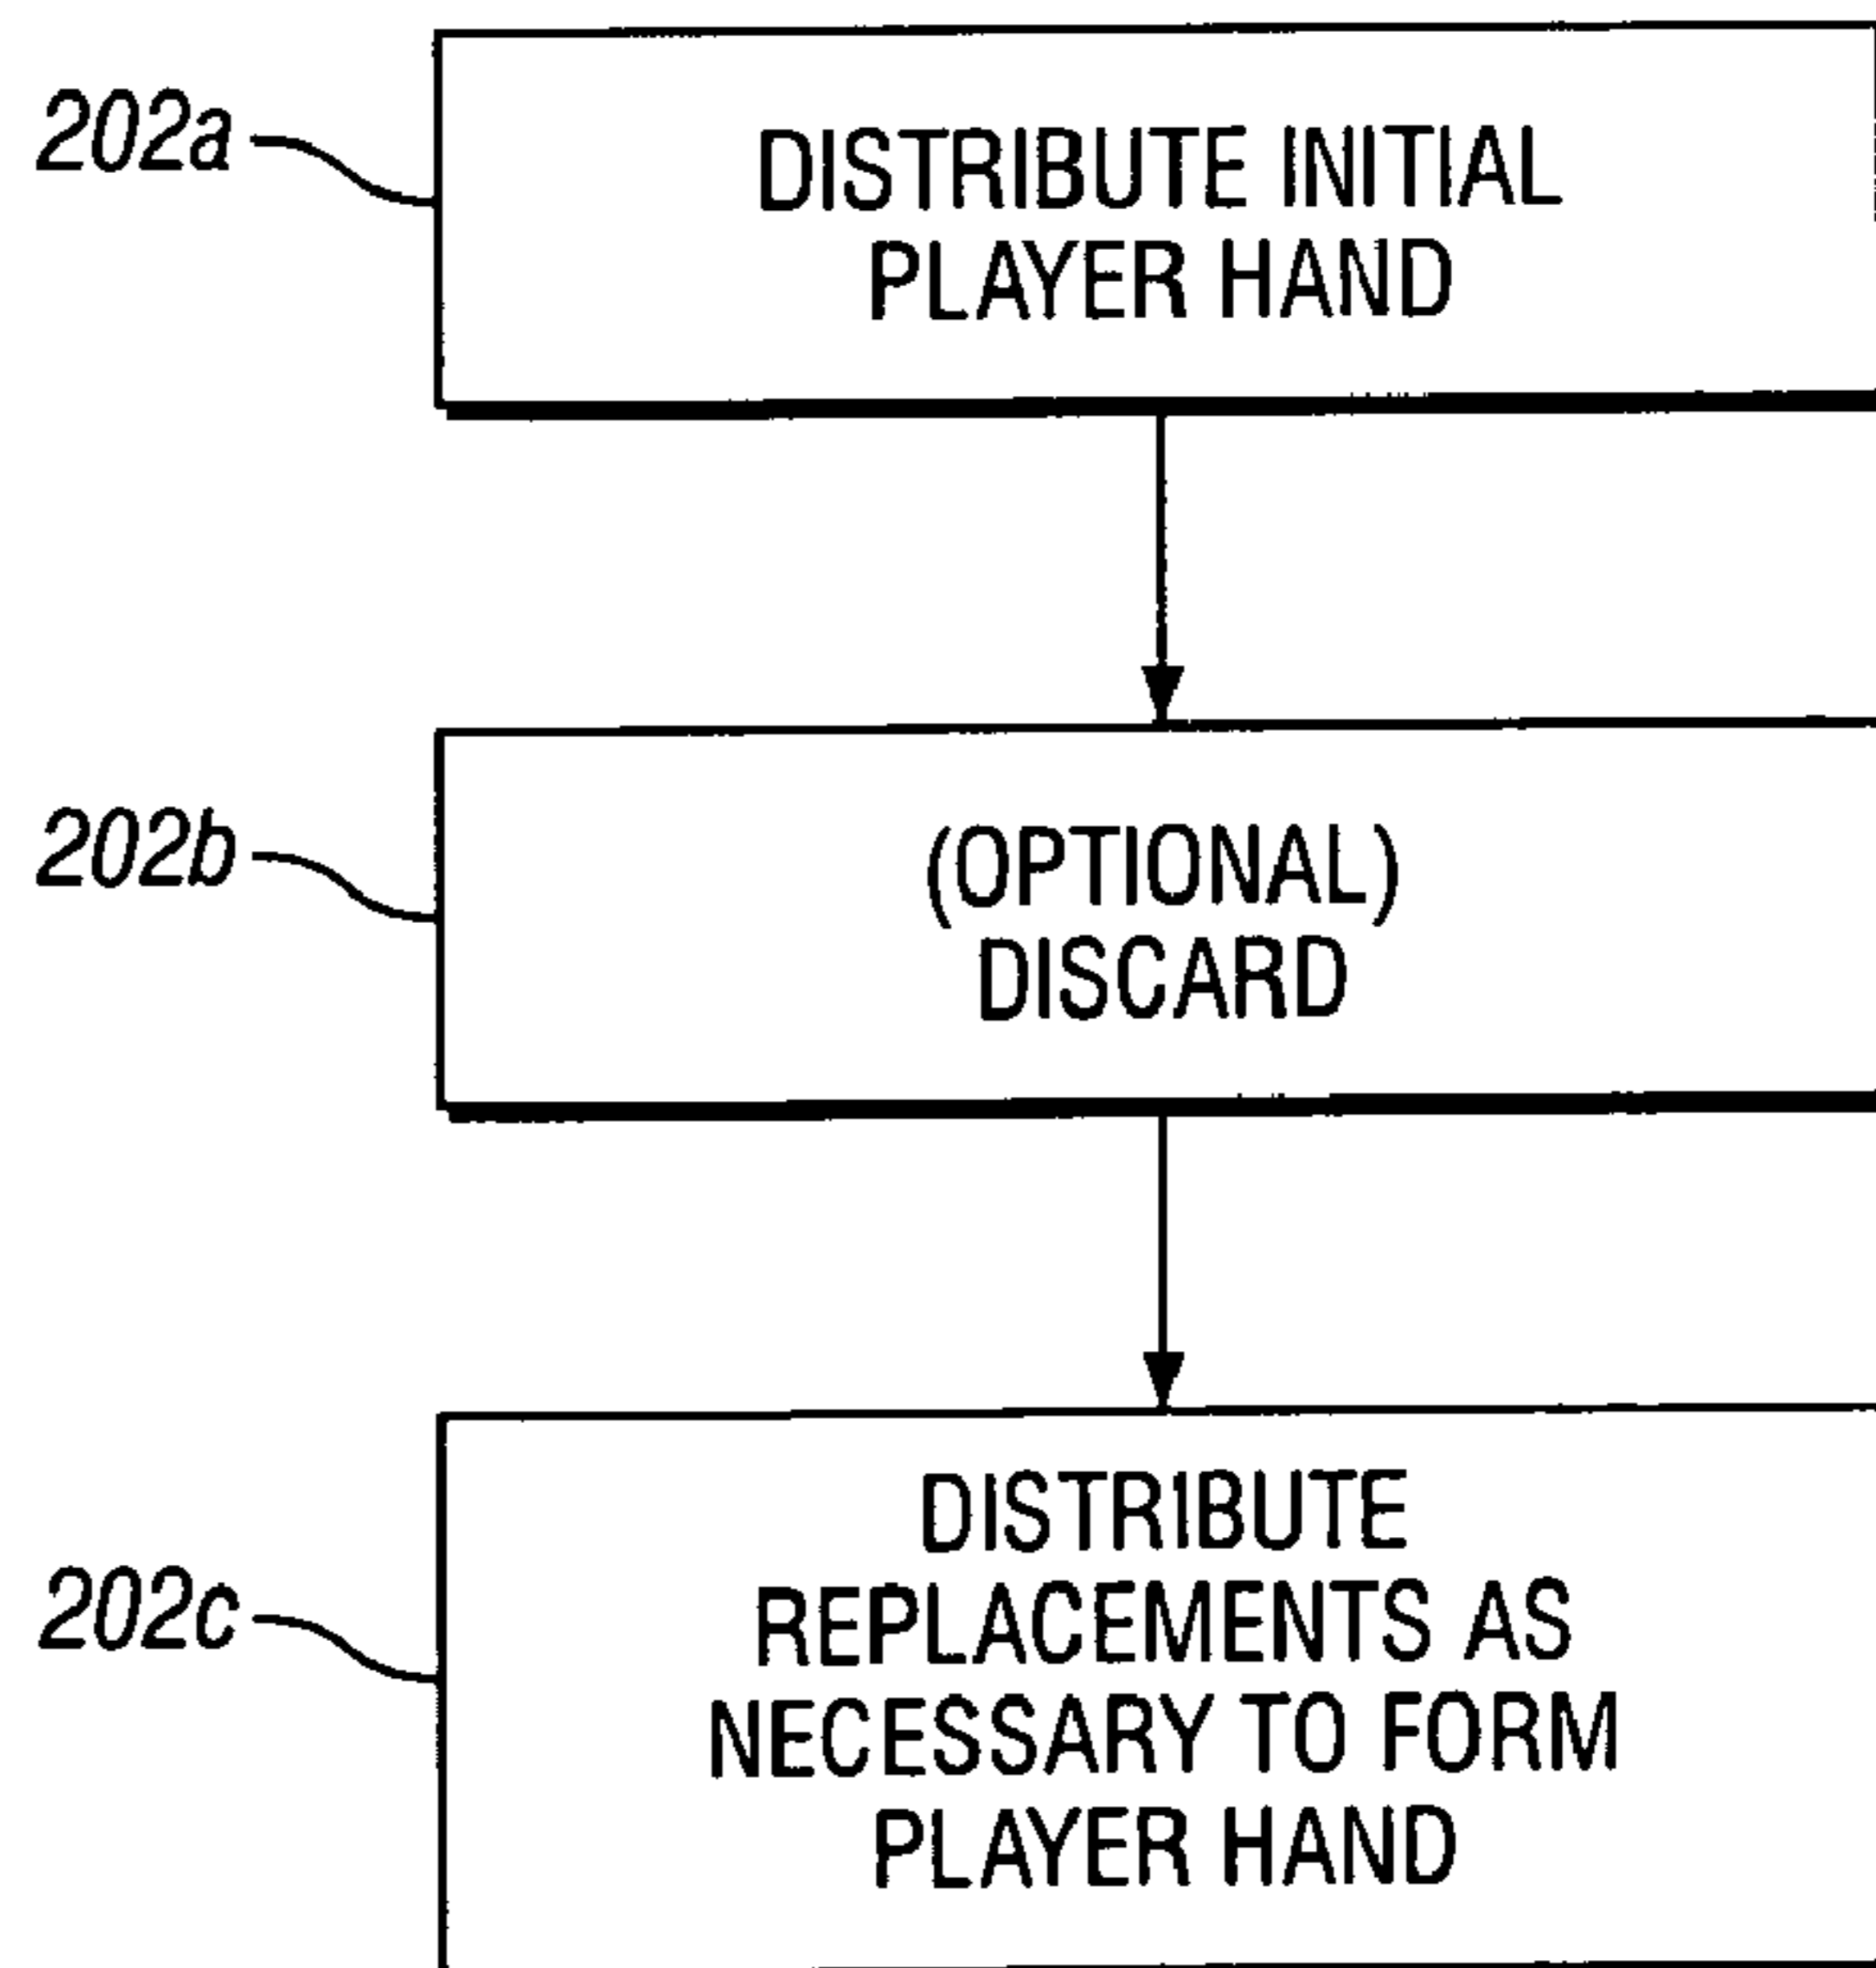 202a
DISTRIBUTE INITIAL
PLAYER HAND
202b
(OPTIONAL)
DISCARD
202c
DISTRIBUTE
REPLACEMENTS AS
NECESSARY TO FORM
PLAYER HAND